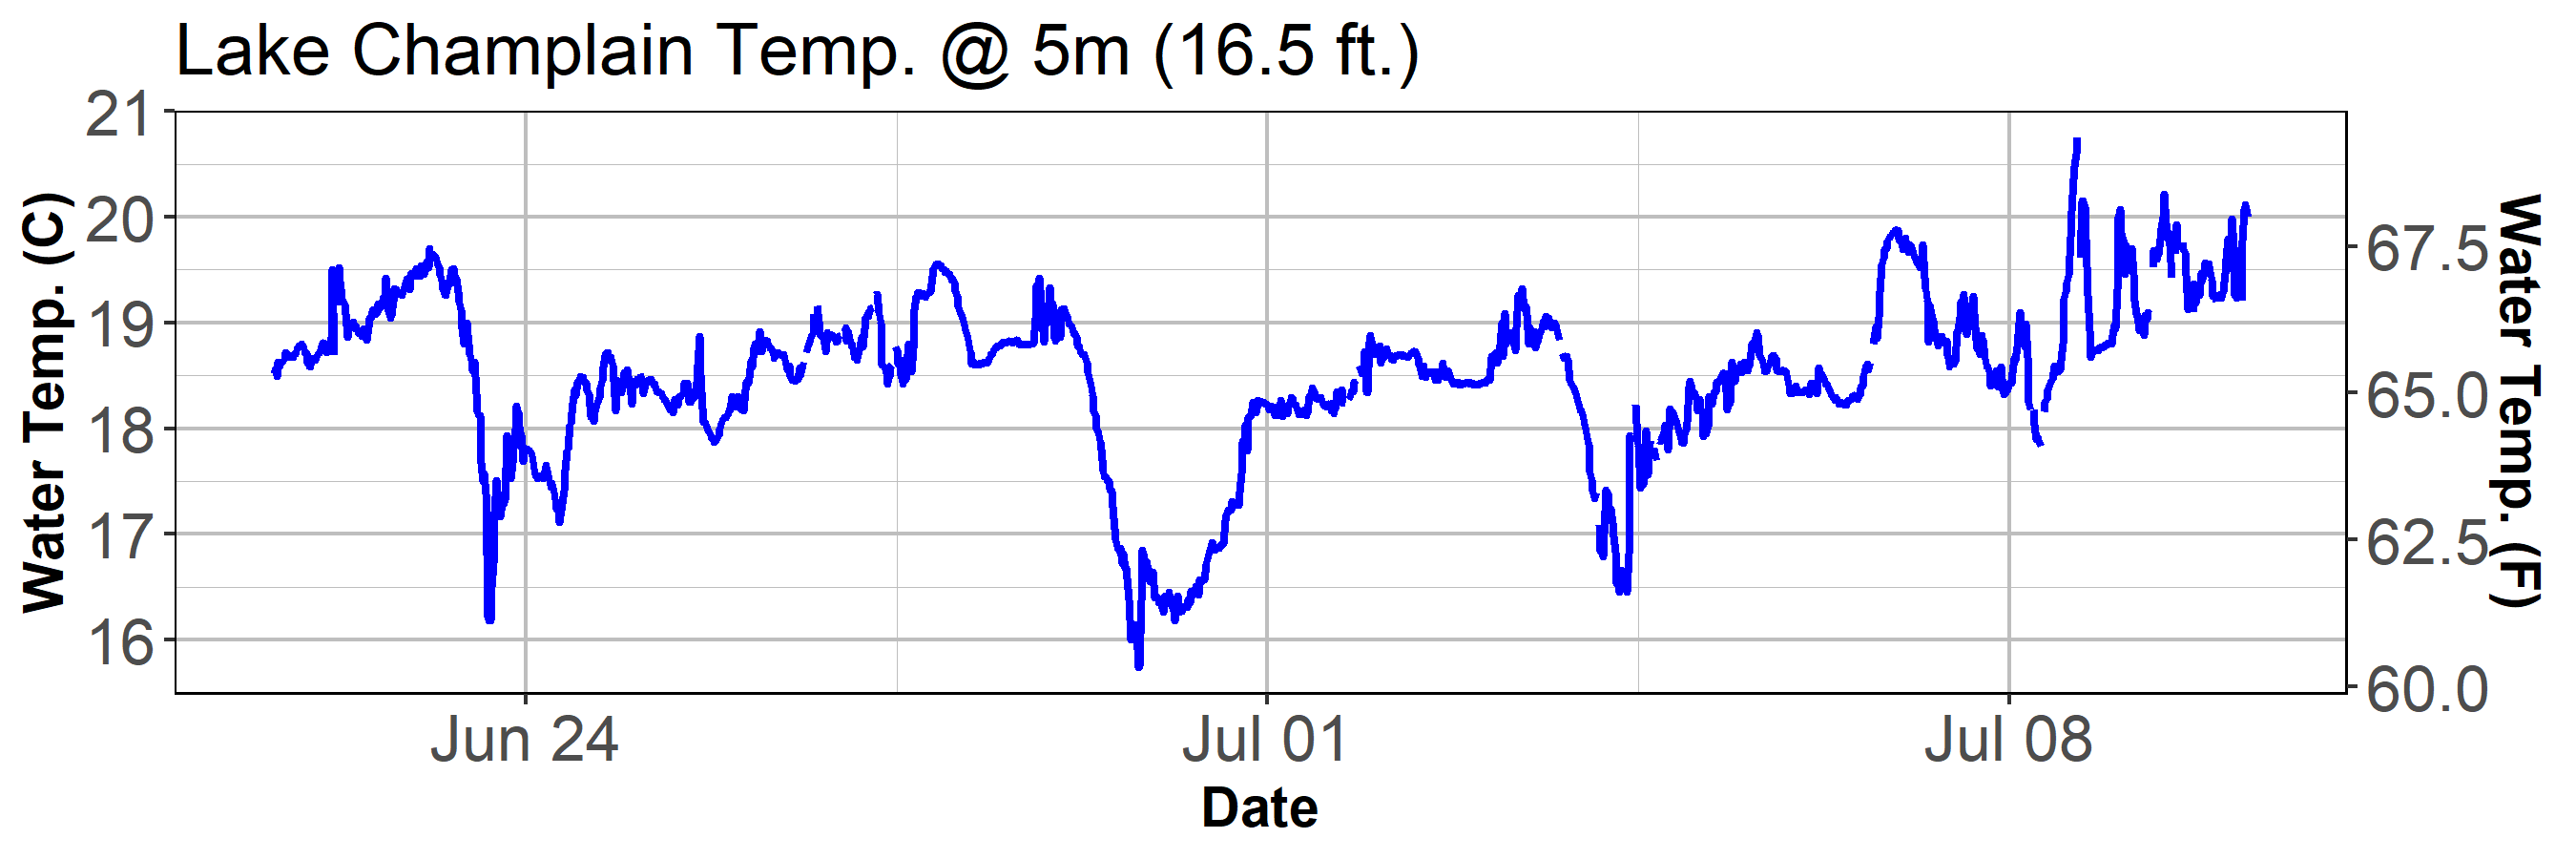 Lake Champlain Temp. @ 5m (16.5 ft.)
Water Temp. (C)
21
20
19
18
17
16
67.5
65.0
62.5
60.0
Water Temp. (F)
Jun 24
Jul 01
Jul 08
Date